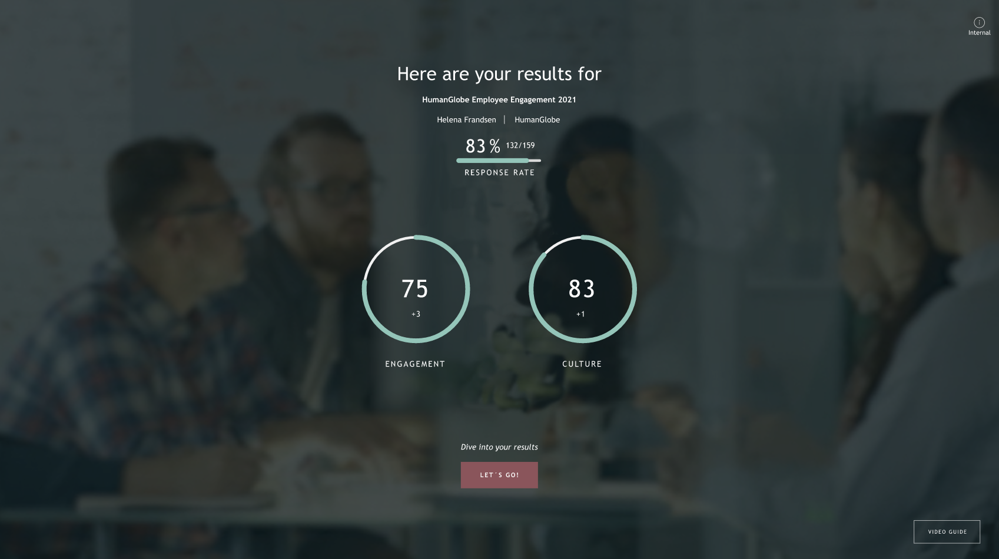 Internal
Here are your results for
HumanGlobe Employee Engagement 2021
Helena Frandsen | HumanGlobe
83% 132/159
RESPONSE RATE
75
+3
ENGAGEMENT
83
+1
CULTURE
Dive into your results
LET´S GO!
VIDEO GUIDE